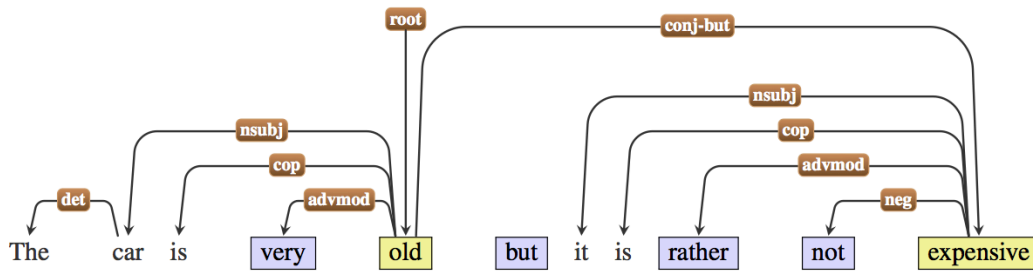 root
conj-but
nsubj
nsubj
cop
cop
advmod
det
advmod
neg
The car is very old but it is rather not expensive